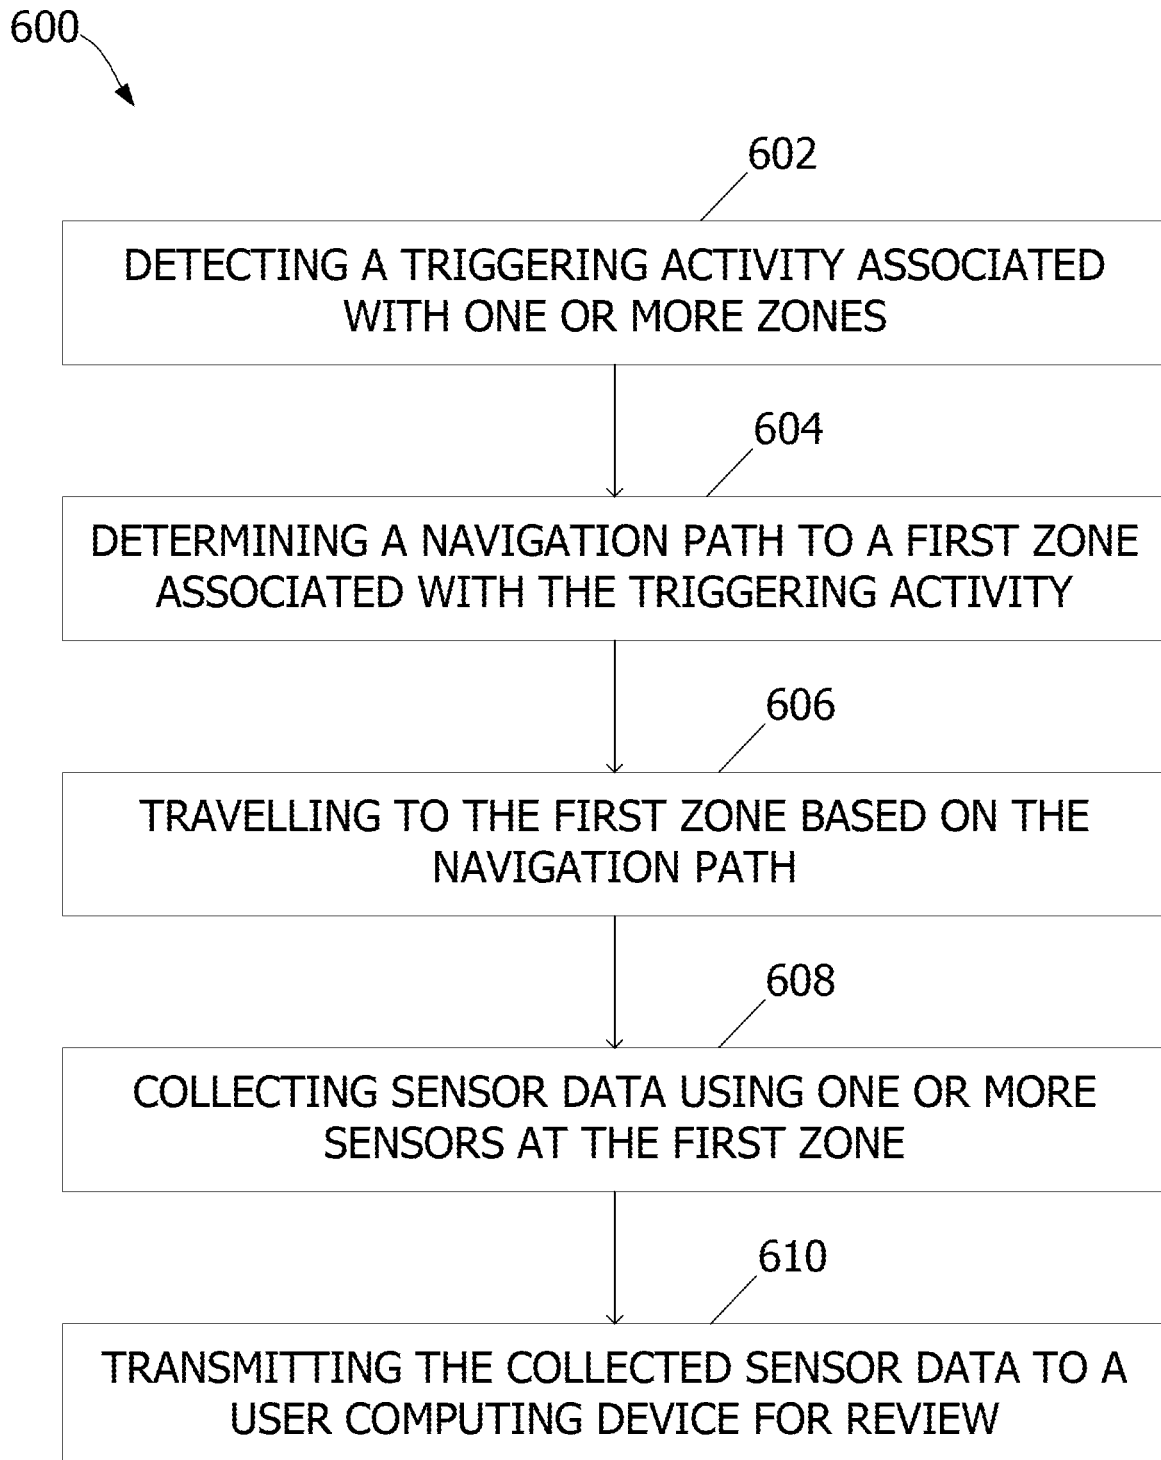 600
602
DETECTING A TRIGGERING ACTIVITY ASSOCIATED
WITH ONE OR MORE ZONES
604
DETERMINING A NAVIGATION PATH TO A FIRST ZONE
ASSOCIATED WITH THE TRIGGERING ACTIVITY
606
TRAVELLING TO THE FIRST ZONE BASED ON THE
NAVIGATION PATH
608
COLLECTING SENSOR DATA USING ONE OR MORE
SENSORS AT THE FIRST ZONE
610
TRANSMITTING THE COLLECTED SENSOR DATA TO A
USER COMPUTING DEVICE FOR REVIEW